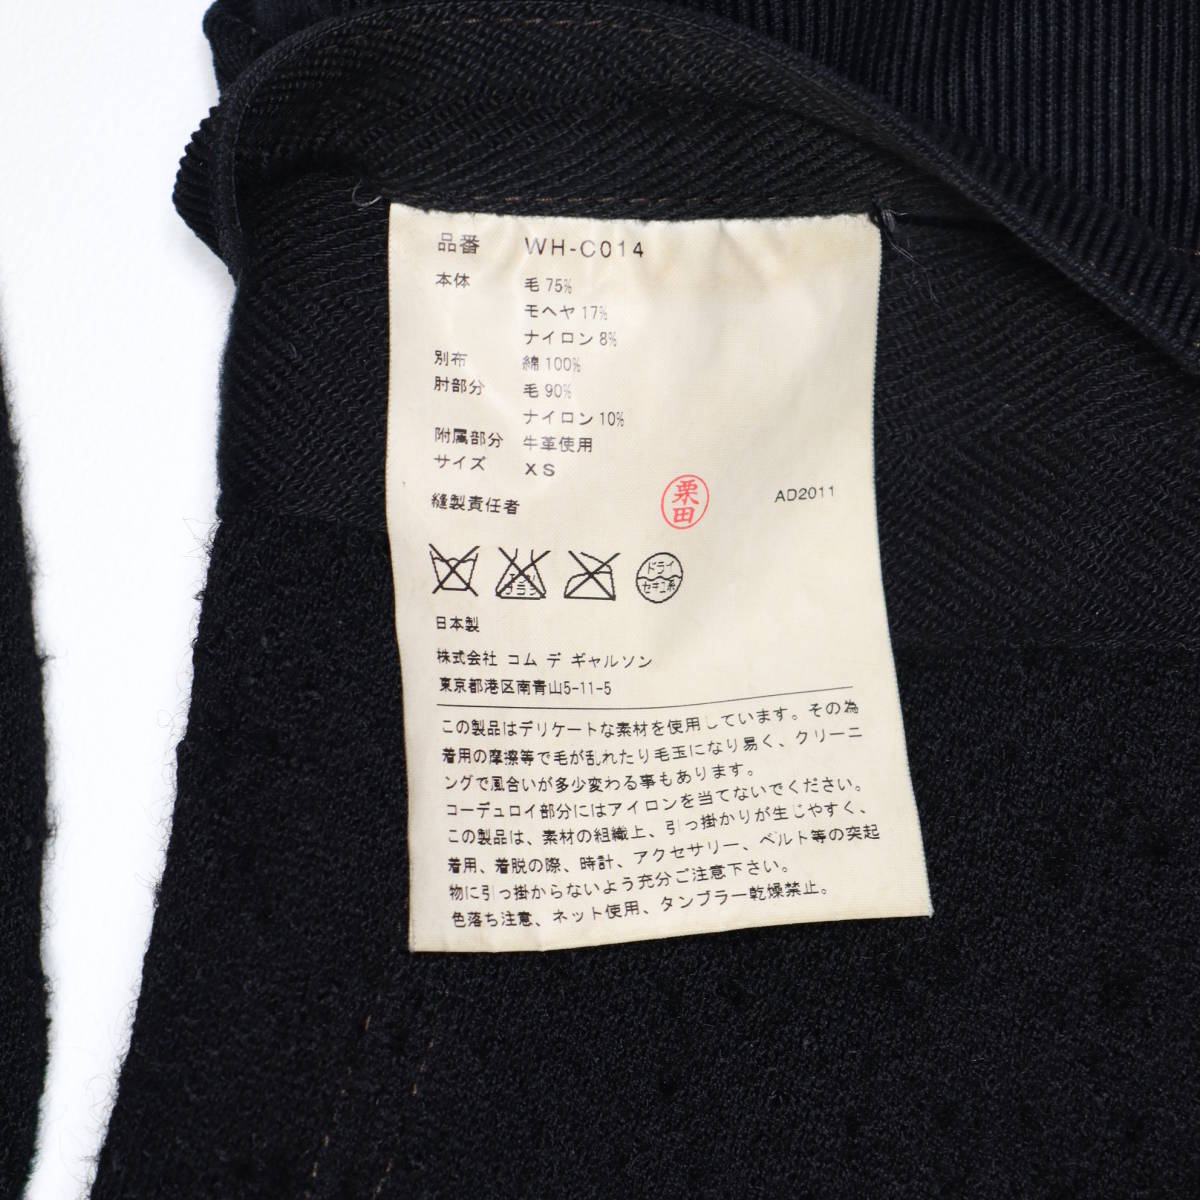 品番 WH-C014
本体 毛 75%
モヘヤ 17%
ナイロン 8%
別布 綿 100%
肘部分 毛 90%
ナイロン 10%
附属部分 牛革使用
サイズ XS
縫製責任者 栗田 AD2011
エンソ
サラシ
ドライ
セキユ系
日本製
株式会社 コム デ ギャルソン
東京都港区南青山5-11-5
この製品はデリケートな素材を使用しています。その為
着用の摩擦等で毛が乱れたり毛玉になり易く、クリーニ
ングで風合いが多少変わる事もあります。
コーデュロイ部分にはアイロンを当てないでください。
この製品は、素材の組織上、引っ掛かりが生じやすく、
着用、着脱の際、時計、アクセサリー、ベルト等の突起
物に引っ掛からないよう充分ご注意下さい。
色落ち注意、ネット使用、タンブラー乾燥禁止。